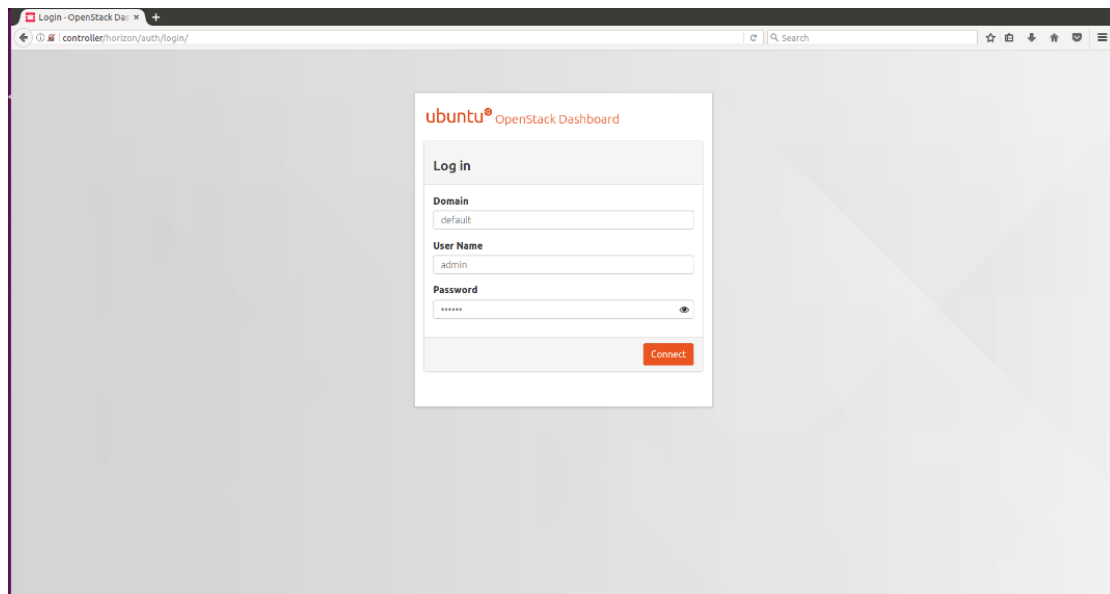 Login - OpenStack Das
controller/horizon/auth/login/
Search
ubuntu OpenStack Dashboard
Log in
Domain
default
User Name
admin
Password
••••••
Connect